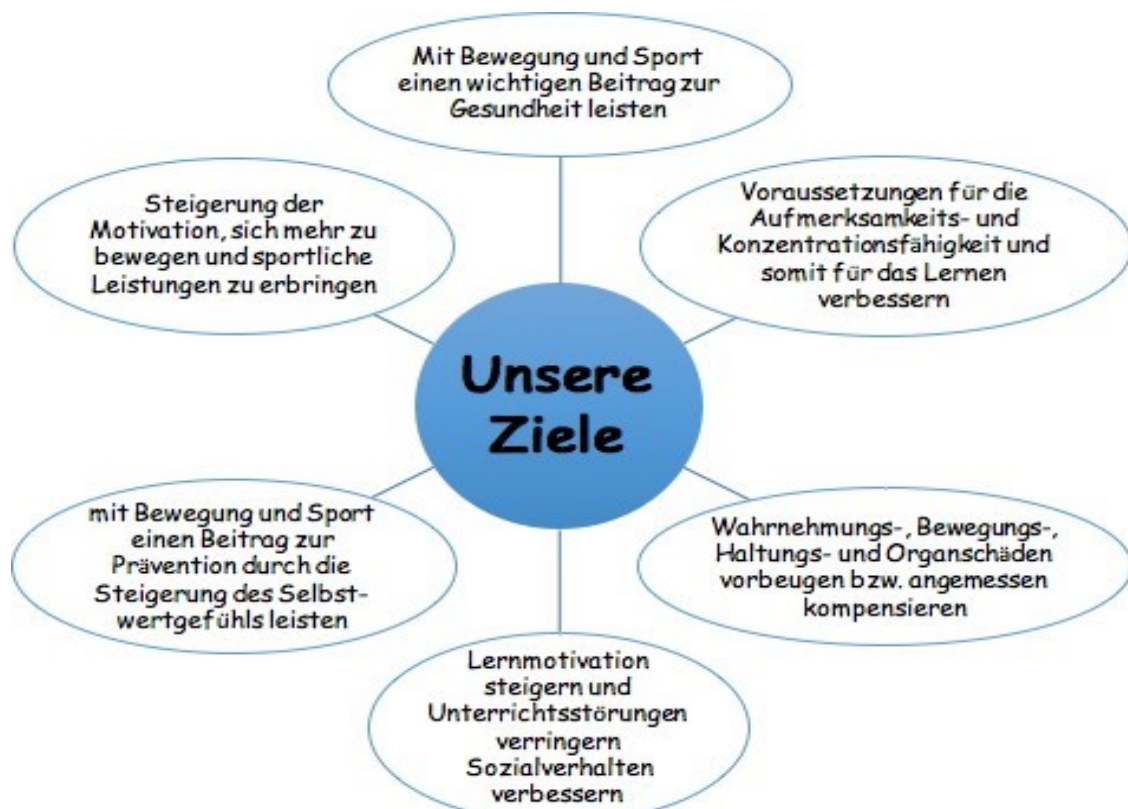 Mit Bewegung und Sport
einen wichtigen Beitrag zur
Gesundheit leisten
Steigerung der
Motivation, sich mehr zu
bewegen und sportliche
Leistungen zu erbringen
Voraussetzungen für die
Aufmerksamkeits- und
Konzentrationsfähigkeit und
somit für das Lernen
verbessern
Unsere
Ziele
mit Bewegung und Sport
einen Beitrag zur
Prävention durch die
Steigerung des Selbst-
wertgefühls leisten
Wahrnehmungs-, Bewegungs-,
Haltungs- und Organschäden
vorbeugen bzw. angemessen
kompensieren
Lernmotivation
steigern und
Unterrichtsstörungen
verringern
Sozialverhalten
verbessern